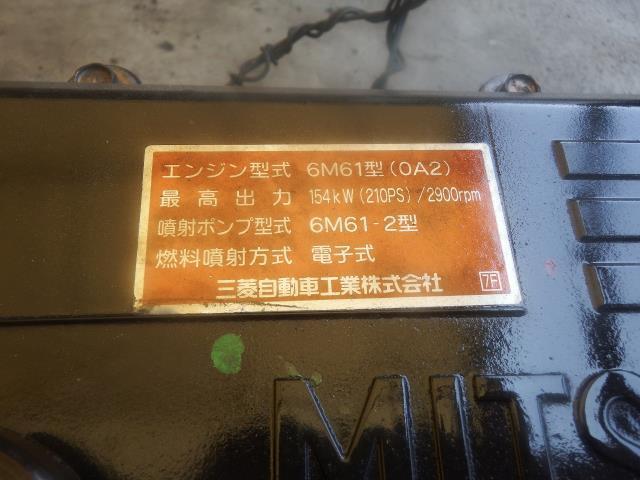 エンジン型式 6M61型(0A2)
最高出力 154kW(210PS)/2900rpm
噴射ポンプ型式 6M61-2型
燃料噴射方式 電子式
三菱自動車工業株式会社 7F
MITS